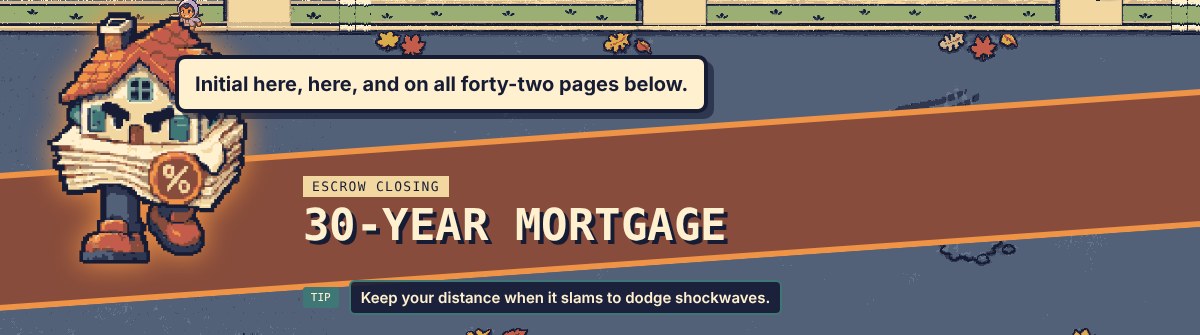 Initial here, here, and on all forty-two pages below.
%
ESCROW CLOSING
30-YEAR MORTGAGE
TIP
Keep your distance when it slams to dodge shockwaves.